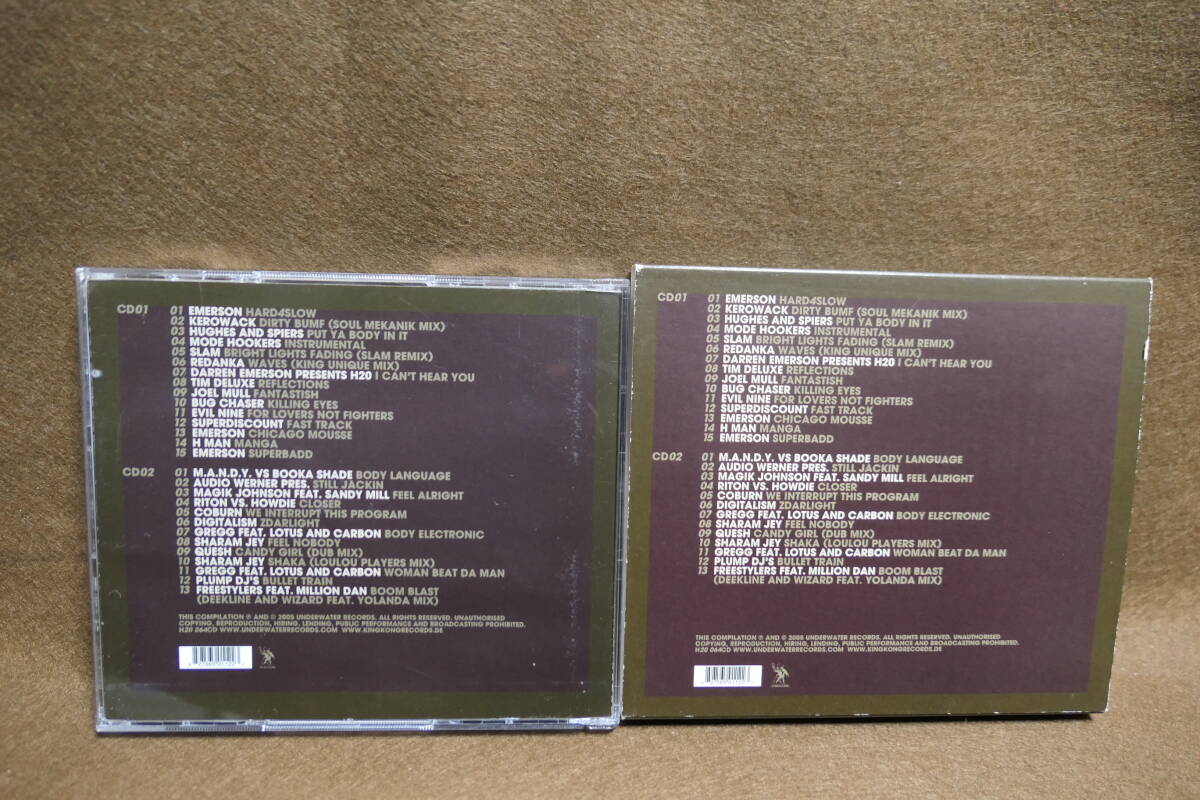 CD01
01 EMERSON HARD4SLOW
02 KEROWACK DIRTY BUMF (SOUL MEKANIK MIX)
03 HUGHES AND SPIERS PUT YA BODY IN IT
04 MODE HOOKERS INSTRUMENTAL
05 SLAM BRIGHT LIGHTS FADING (SLAM REMIX)
06 REDANKA WAVES (KING UNIQUE MIX)
07 DARREN EMERSON PRESENTS H20 I CAN'T HEAR YOU
08 TIM DELUXE REFLECTIONS
09 JOEL MULL FANTASTISH
10 BUG CHASER KILLING EYES
11 EVIL NINE FOR LOVERS NOT FIGHTERS
12 SUPERDISCOUNT FAST TRACK
13 EMERSON CHICAGO MOUSSE
14 H MAN MANGA
15 EMERSON SUPERBADD
CD02
01 M.A.N.D.Y. VS BOOKA SHADE BODY LANGUAGE
02 AUDIO WERNER PRES. STILL JACKIN
03 MAGIK JOHNSON FEAT. SANDY MILL FEEL ALRIGHT
04 RITON VS. HOWDIE CLOSER
05 COBURN WE INTERRUPT THIS PROGRAM
06 DIGITALISM ZDARLIGHT
07 GREGG FEAT. LOTUS AND CARBON BODY ELECTRONIC
08 SHARAM JEY FEEL NOBODY
09 QUESH CANDY GIRL (DUB MIX)
10 SHARAM JEY SHAKA (LOULOU PLAYERS MIX)
11 GREGG FEAT. LOTUS AND CARBON WOMAN BEAT DA MAN
12 PLUMP DJ'S BULLET TRAIN
13 FREESTYLERS FEAT. MILLION DAN BOOM BLAST
(DEEKLINE AND WIZARD FEAT. YOLANDA MIX)
THIS COMPILATION ℗ AND © 2005 UNDERWATER RECORDS. ALL RIGHTS RESERVED. UNAUTHORISED
COPYING, REPRODUCTION, HIRING, LENDING, PUBLIC PERFORMANCE AND BROADCASTING PROHIBITED.
H20 064CD WWW.UNDERWATERRECORDS.COM WWW.KINGKONGRECORDS.DE
CD01
01 EMERSON HARD4SLOW
02 KEROWACK DIRTY BUMF (SOUL MEKANIK MIX)
03 HUGHES AND SPIERS PUT YA BODY IN IT
04 MODE HOOKERS INSTRUMENTAL
05 SLAM BRIGHT LIGHTS FADING (SLAM REMIX)
06 REDANKA WAVES (KING UNIQUE MIX)
07 DARREN EMERSON PRESENTS H20 I CAN'T HEAR YOU
08 TIM DELUXE REFLECTIONS
09 JOEL MULL FANTASTISH
10 BUG CHASER KILLING EYES
11 EVIL NINE FOR LOVERS NOT FIGHTERS
12 SUPERDISCOUNT FAST TRACK
13 EMERSON CHICAGO MOUSSE
14 H MAN MANGA
15 EMERSON SUPERBADD
CD02
01 M.A.N.D.Y. VS BOOKA SHADE BODY LANGUAGE
02 AUDIO WERNER PRES. STILL JACKIN
03 MAGIK JOHNSON FEAT. SANDY MILL FEEL ALRIGHT
04 RITON VS. HOWDIE CLOSER
05 COBURN WE INTERRUPT THIS PROGRAM
06 DIGITALISM ZDARLIGHT
07 GREGG FEAT. LOTUS AND CARBON BODY ELECTRONIC
08 SHARAM JEY FEEL NOBODY
09 QUESH CANDY GIRL (DUB MIX)
10 SHARAM JEY SHAKA (LOULOU PLAYERS MIX)
11 GREGG FEAT. LOTUS AND CARBON WOMAN BEAT DA MAN
12 PLUMP DJ'S BULLET TRAIN
13 FREESTYLERS FEAT. MILLION DAN BOOM BLAST
(DEEKLINE AND WIZARD FEAT. YOLANDA MIX)
THIS COMPILATION ℗ AND © 2005 UNDERWATER RECORDS. ALL RIGHTS RESERVED. UNAUTHORISED
COPYING, REPRODUCTION, HIRING, LENDING, PUBLIC PERFORMANCE AND BROADCASTING PROHIBITED.
H20 064CD WWW.UNDERWATERRECORDS.COM WWW.KINGKONGRECORDS.DE